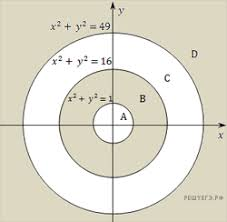 y
x² + y² = 49
D
x² + y² = 16
C
x² + y² = 1
B
A
x
РЕШУЕГЭ.РФ